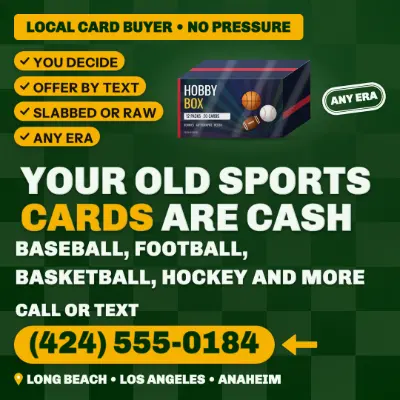 LOCAL CARD BUYER • NO PRESSURE
YOU DECIDE
OFFER BY TEXT
SLABBED OR RAW
ANY ERA
HOBBY
BOX
ANY ERA
YOUR OLD SPORTS
CARDS ARE CASH
BASEBALL, FOOTBALL,
BASKETBALL, HOCKEY AND MORE
CALL OR TEXT
(424) 555-0184
LONG BEACH • LOS ANGELES • ANAHEIM